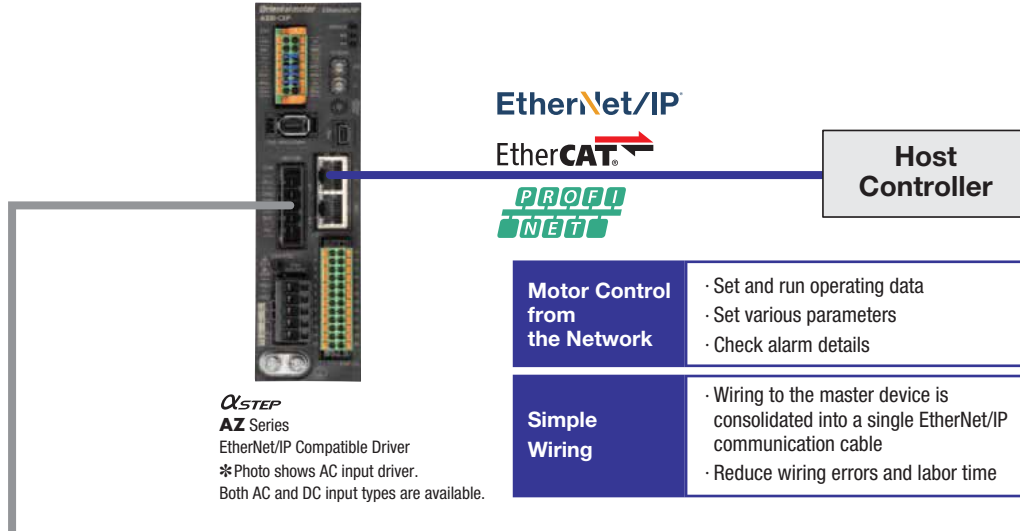 Orientalmotor
EtherNet/IP
EtherNet/IP
EtherCAT®
PROFI
NET
Host
Controller
Motor Control
from
the Network
· Set and run operating data
· Set various parameters
· Check alarm details
Simple
Wiring
· Wiring to the master device is
consolidated into a single EtherNet/IP
communication cable
· Reduce wiring errors and labor time
αSTEP
AZ Series
EtherNet/IP Compatible Driver
✻Photo shows AC input driver.
Both AC and DC input types are available.